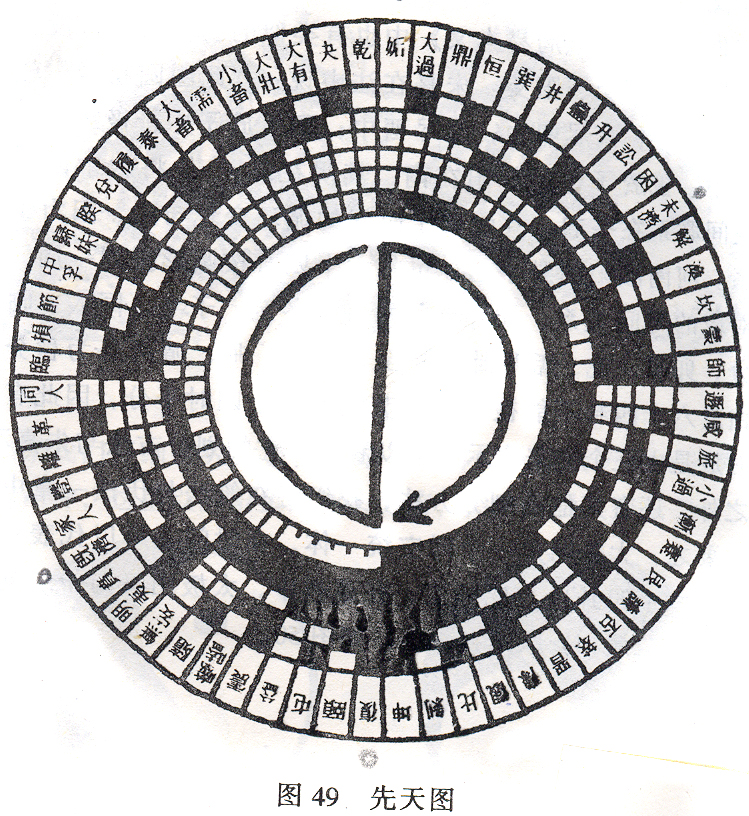 乾
姤
大過
鼎
恒
巽
井
蠱
升
訟
困
未濟
解
渙
坎
蒙
師
遯
咸
旅
小過
漸
蹇
艮
謙
否
萃
晉
豫
觀
比
剝
坤
復
頤
屯
益
震
噬嗑
隨
無妄
明夷
賁
既濟
家人
豐
離
革
同人
臨
損
節
中孚
歸妹
睽
兌
履
泰
大畜
需
小畜
大壯
大有
夬
图 49 先天图